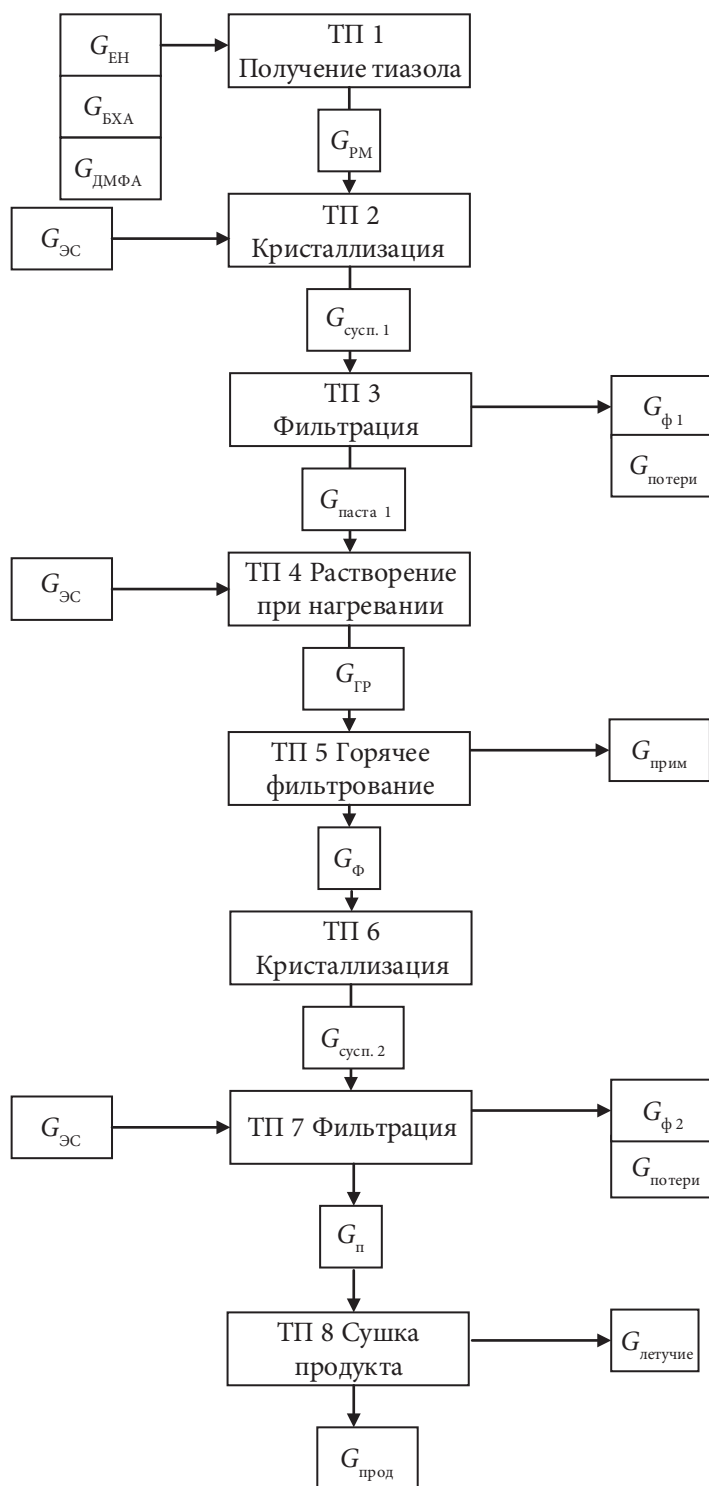 G_ЕН
ТП 1
Получение тиазола
G_БХА
G_ДМФА
G_РМ
G_ЭС
ТП 2
Кристаллизация
G_сусп. 1
ТП 3
Фильтрация
G_ф 1
G_потери
G_паста 1
G_ЭС
ТП 4 Растворение
при нагревании
G_ГР
ТП 5 Горячее
фильтрование
G_прим
G_Ф
ТП 6
Кристаллизация
G_сусп. 2
G_ЭС
ТП 7 Фильтрация
G_ф 2
G_потери
G_п
ТП 8 Сушка
продукта
G_летучие
G_прод